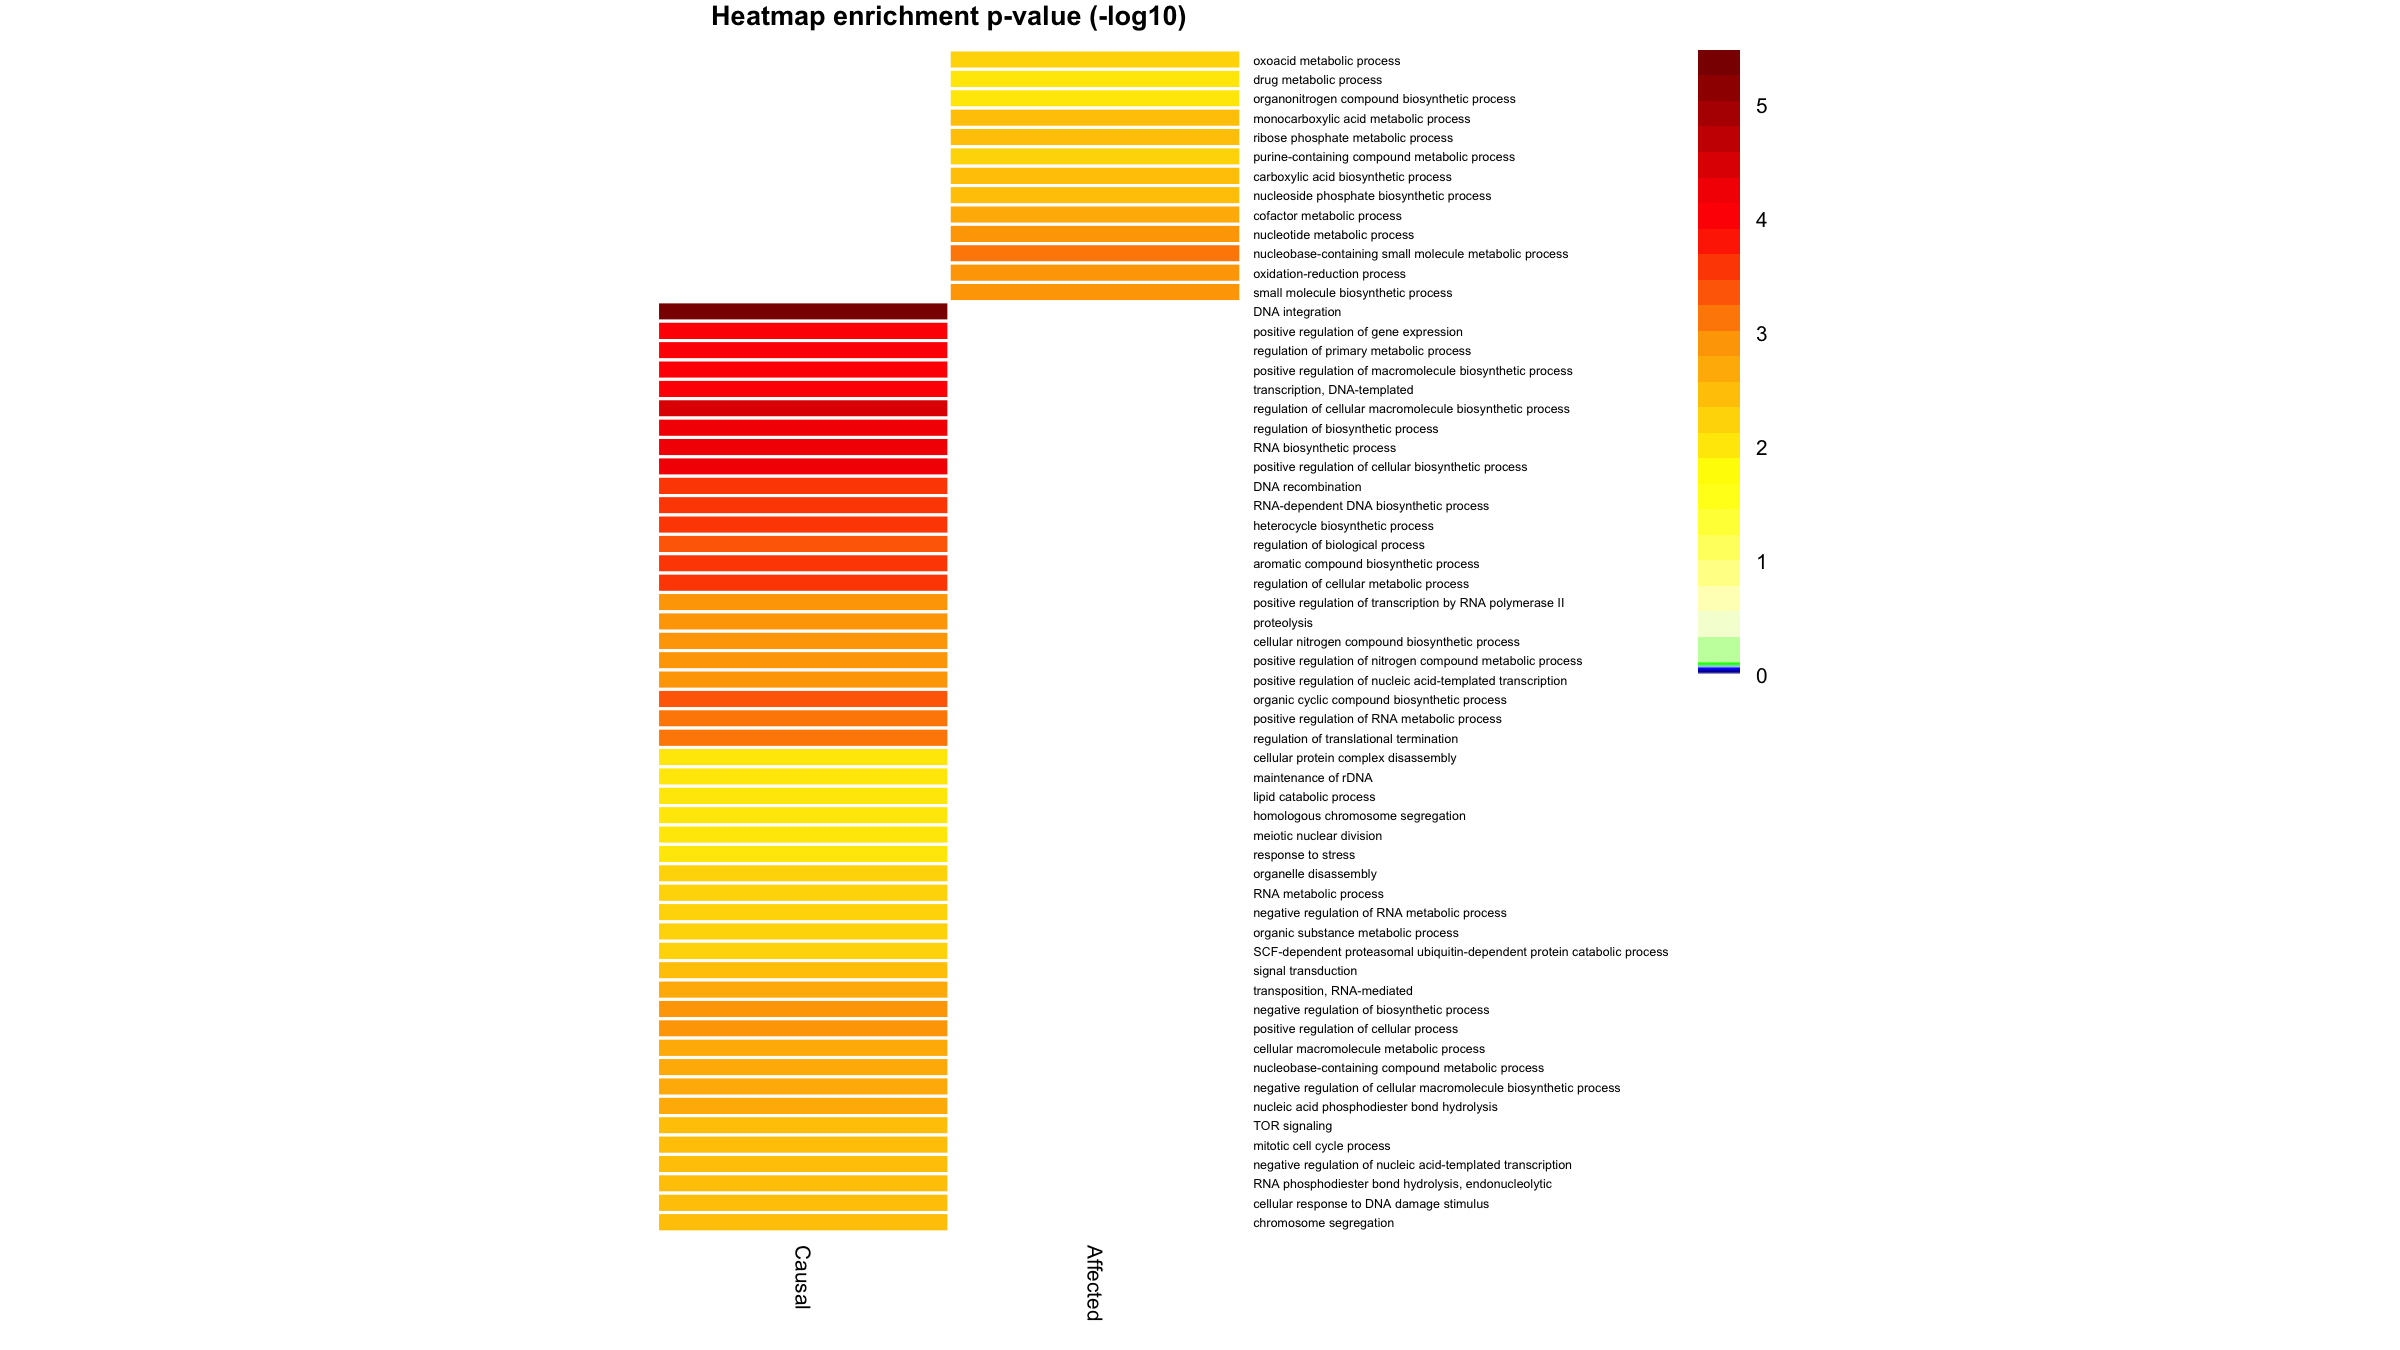 Heatmap enrichment p-value (-log10)
oxoacid metabolic process
drug metabolic process
organonitrogen compound biosynthetic process
monocarboxylic acid metabolic process
ribose phosphate metabolic process
purine-containing compound metabolic process
carboxylic acid biosynthetic process
nucleoside phosphate biosynthetic process
cofactor metabolic process
nucleotide metabolic process
nucleobase-containing small molecule metabolic process
oxidation-reduction process
small molecule biosynthetic process
DNA integration
positive regulation of gene expression
regulation of primary metabolic process
positive regulation of macromolecule biosynthetic process
transcription, DNA-templated
regulation of cellular macromolecule biosynthetic process
regulation of biosynthetic process
RNA biosynthetic process
positive regulation of cellular biosynthetic process
DNA recombination
RNA-dependent DNA biosynthetic process
heterocycle biosynthetic process
regulation of biological process
aromatic compound biosynthetic process
regulation of cellular metabolic process
positive regulation of transcription by RNA polymerase II
proteolysis
cellular nitrogen compound biosynthetic process
positive regulation of nitrogen compound metabolic process
positive regulation of nucleic acid-templated transcription
organic cyclic compound biosynthetic process
positive regulation of RNA metabolic process
regulation of translational termination
cellular protein complex disassembly
maintenance of rDNA
lipid catabolic process
homologous chromosome segregation
meiotic nuclear division
response to stress
organelle disassembly
RNA metabolic process
negative regulation of RNA metabolic process
organic substance metabolic process
SCF-dependent proteasomal ubiquitin-dependent protein catabolic process
signal transduction
transposition, RNA-mediated
negative regulation of biosynthetic process
positive regulation of cellular process
cellular macromolecule metabolic process
nucleobase-containing compound metabolic process
negative regulation of cellular macromolecule biosynthetic process
nucleic acid phosphodiester bond hydrolysis
TOR signaling
mitotic cell cycle process
negative regulation of nucleic acid-templated transcription
RNA phosphodiester bond hydrolysis, endonucleolytic
cellular response to DNA damage stimulus
chromosome segregation
5
4
3
2
1
0
Causal
Affected